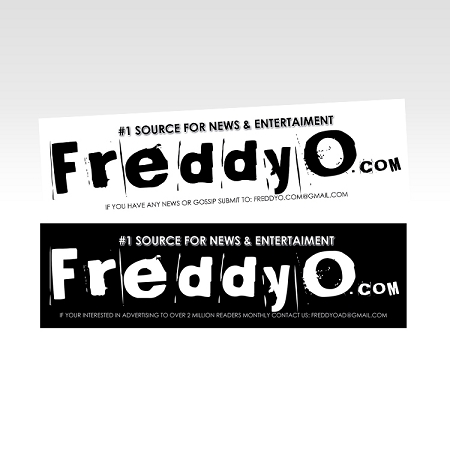 #1 SOURCE FOR NEWS & ENTERTAIMENT
FreddyO.COM
IF YOU HAVE ANY NEWS OR GOSSIP SUBMIT TO: FREDDYO.COM@GMAIL.COM
#1 SOURCE FOR NEWS & ENTERTAIMENT
FreddyO.COM
IF YOUR INTERESTED IN ADVERTISING TO OVER 2 MILLION READERS MONTHLY CONTACT US: FREDDYOAD@GMAIL.COM